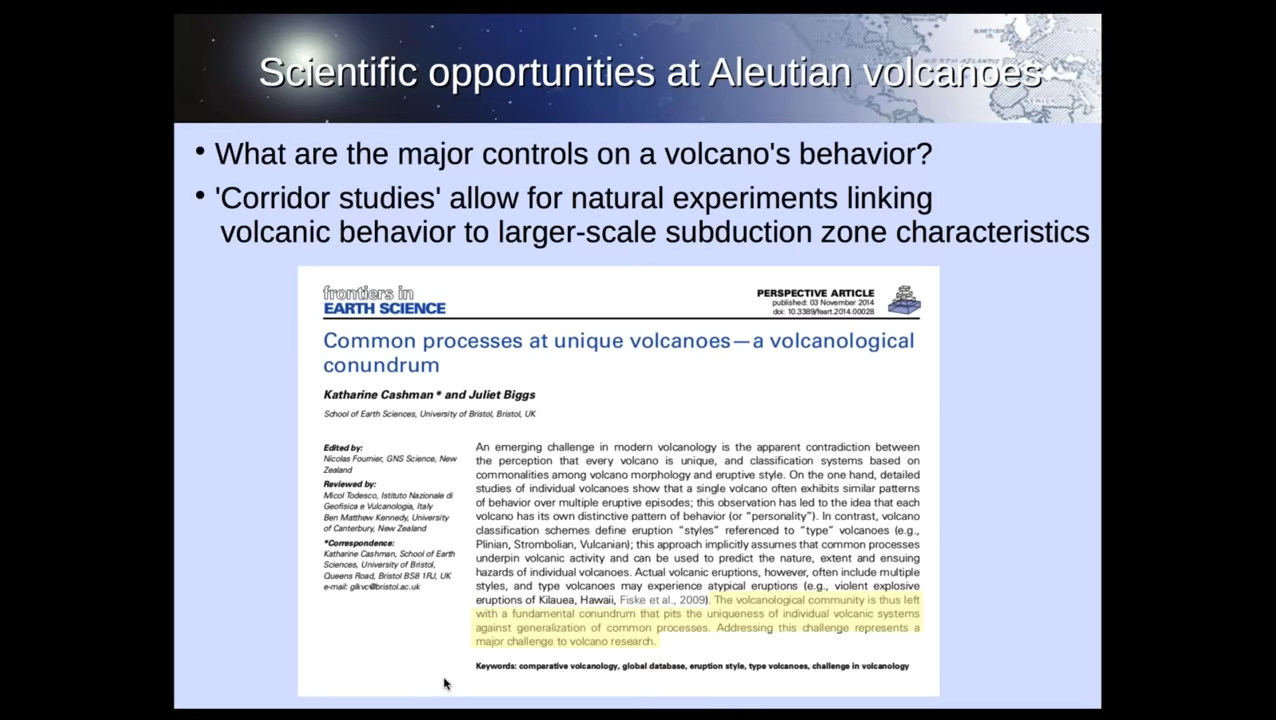 Scientific opportunities at Aleutian volcanoes
• What are the major controls on a volcano's behavior?
• 'Corridor studies' allow for natural experiments linking
volcanic behavior to larger-scale subduction zone characteristics
frontiers in
EARTH SCIENCE
PERSPECTIVE ARTICLE
published: 03 November 2014
doi: 10.3389/feart.2014.00028
Common processes at unique volcanoes—a volcanological
conundrum
Katharine Cashman* and Juliet Biggs
School of Earth Sciences, University of Bristol, Bristol, UK
Edited by:
Nicolas Fournier, GNS Science, New
Zealand
Reviewed by:
Micol Todesco, Istituto Nazionale di
Geofisica e Vulcanologia, Italy
Ben Matthew Kennedy, University
of Canterbury, New Zealand
*Correspondence:
Katharine Cashman, School of Earth
Sciences, University of Bristol,
Queens Road, Bristol BS8 1RJ, UK
e-mail: glkvc@bristol.ac.uk
An emerging challenge in modern volcanology is the apparent contradiction between
the perception that every volcano is unique, and classification systems based on
commonalities among volcano morphology and eruptive style. On the one hand, detailed
studies of individual volcanoes show that a single volcano often exhibits similar patterns
of behavior over multiple eruptive episodes; this observation has led to the idea that each
volcano has its own distinctive pattern of behavior (or “personality”). In contrast, volcano
classification schemes define eruption “styles” referenced to “type” volcanoes (e.g.,
Plinian, Strombolian, Vulcanian); this approach implicitly assumes that common processes
underpin volcanic activity and can be used to predict the nature, extent and ensuing
hazards of individual volcanoes. Actual volcanic eruptions, however, often include multiple
styles, and type volcanoes may experience atypical eruptions (e.g., violent explosive
eruptions of Kilauea, Hawaii, Fiske et al., 2009). The volcanological community is thus left
with a fundamental conundrum that pits the uniqueness of individual volcanic systems
against generalization of common processes. Addressing this challenge represents a
major challenge to volcano research.
Keywords: comparative volcanology, global database, eruption style, type volcanoes, challenge in volcanology